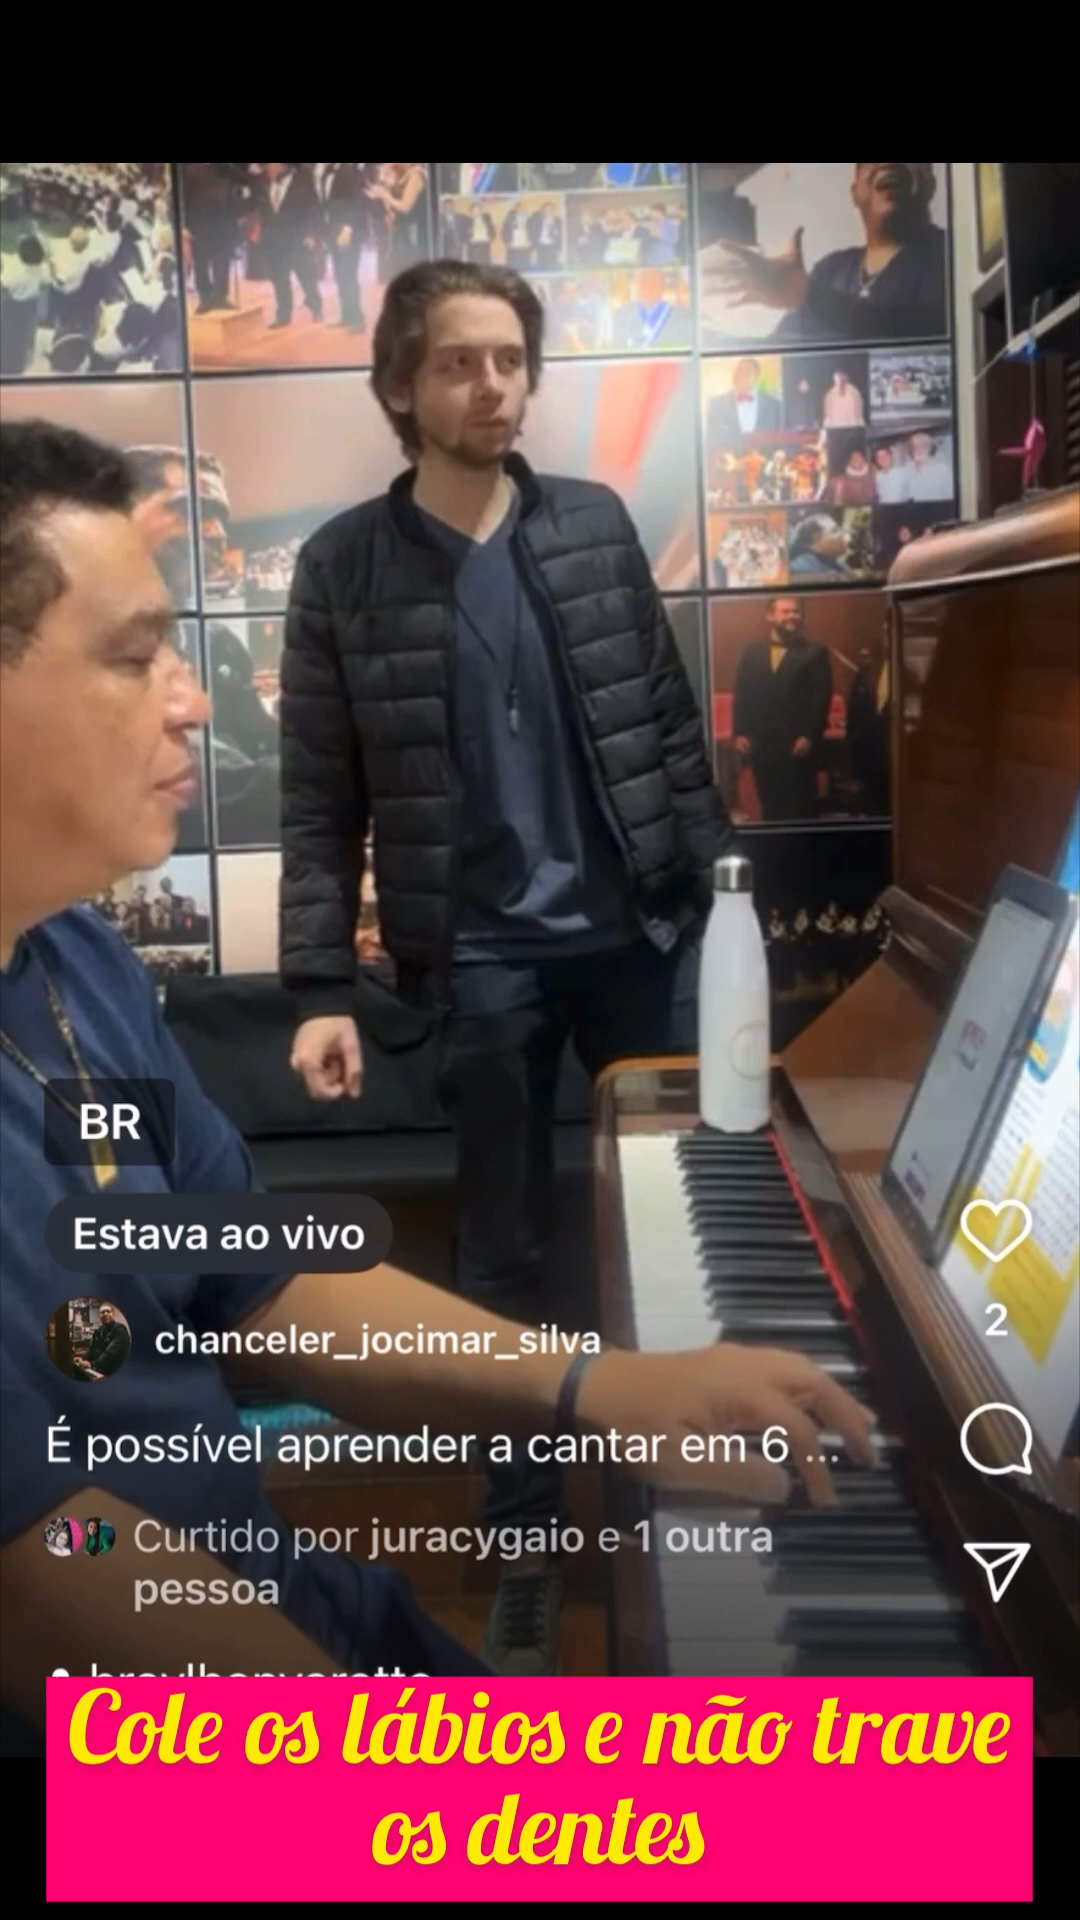 BR
Estava ao vivo
chanceler_jocimar_silva
É possível aprender a cantar em 6 ...
2
Curtido por juracygaio e 1 outra
pessoa
Cole os lábios e não trave
os dentes